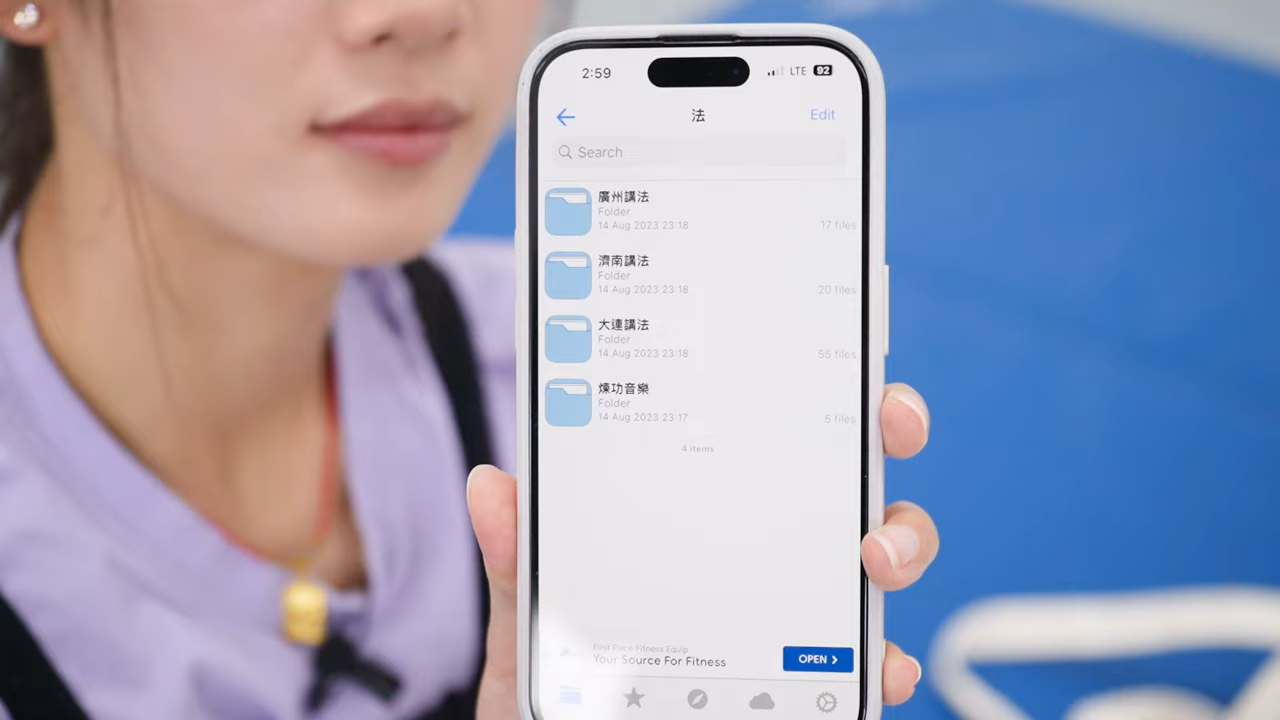 2:59
LTE 92
法
Edit
Search
廣州講法
Folder
14 Aug 2023 23:18
17 files
濟南講法
Folder
14 Aug 2023 23:18
20 files
大連講法
Folder
14 Aug 2023 23:18
55 files
煉功音樂
Folder
14 Aug 2023 23:17
5 files
4 items
First Piece Fitness Equip
Your Source For Fitness
OPEN